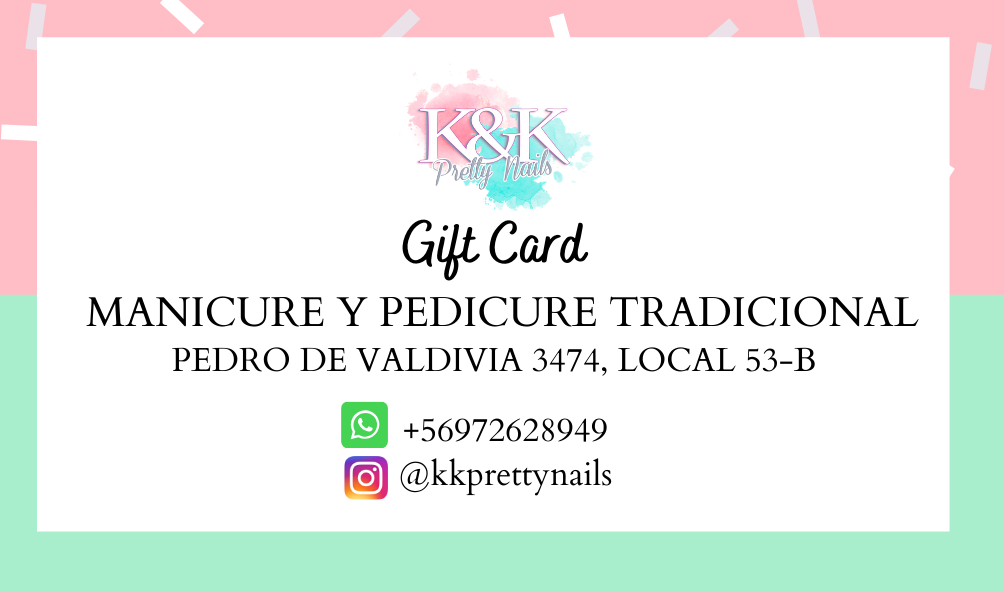 K&K
Pretty Nails
Gift Card
MANICURE Y PEDICURE TRADICIONAL
PEDRO DE VALDIVIA 3474, LOCAL 53-B
+56972628949
@kkprettynails